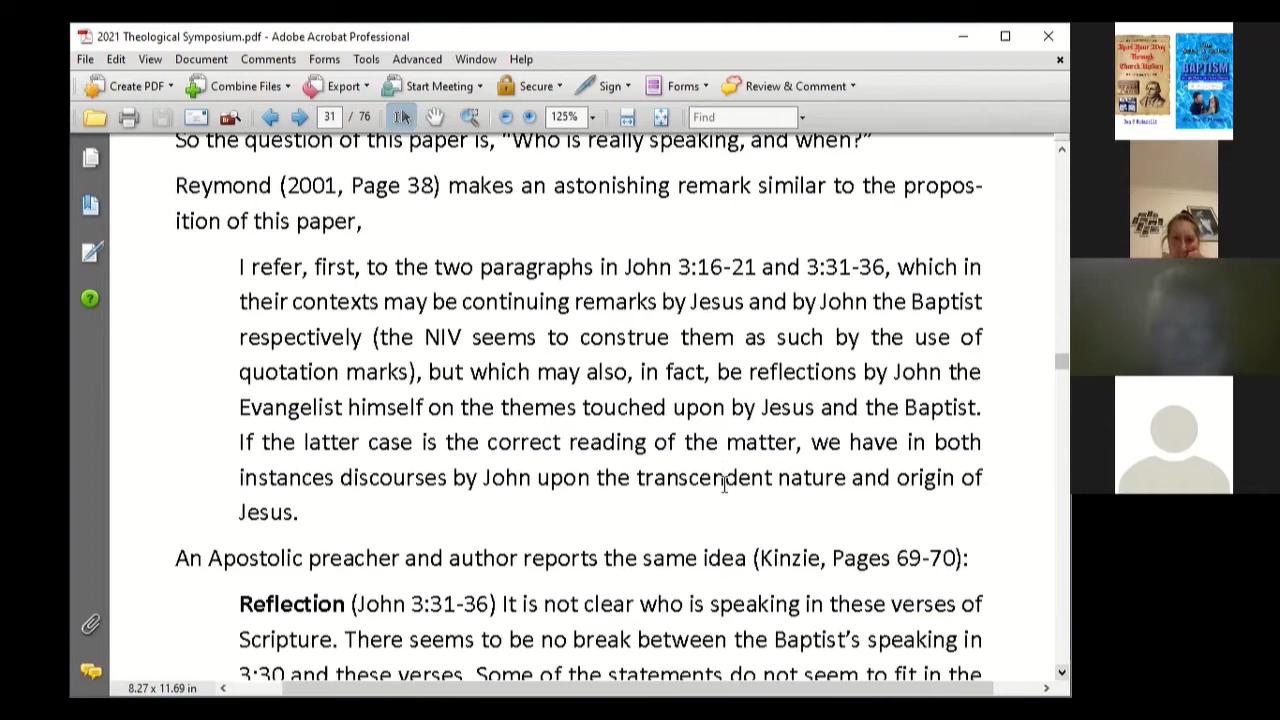 2021 Theological Symposium.pdf - Adobe Acrobat Professional
File Edit View Document Comments Forms Tools Advanced Window Help
Create PDF Combine Files Export Start Meeting Secure Sign Forms Review & Comment
31 / 76 125% Find
So the question of this paper is, "Who is really speaking, and when?"
Reymond (2001, Page 38) makes an astonishing remark similar to the propos-
ition of this paper,
I refer, first, to the two paragraphs in John 3:16-21 and 3:31-36, which in
their contexts may be continuing remarks by Jesus and by John the Baptist
respectively (the NIV seems to construe them as such by the use of
quotation marks), but which may also, in fact, be reflections by John the
Evangelist himself on the themes touched upon by Jesus and the Baptist.
If the latter case is the correct reading of the matter, we have in both
instances discourses by John upon the transcendent nature and origin of
Jesus.
An Apostolic preacher and author reports the same idea (Kinzie, Pages 69-70):
Reflection (John 3:31-36) It is not clear who is speaking in these verses of
Scripture. There seems to be no break between the Baptist's speaking in
3:30 and these verses. Some of the statements do not seem to fit in the
8.27 x 11.69 in
Read Your Way
Through
Church History
BAPTISM